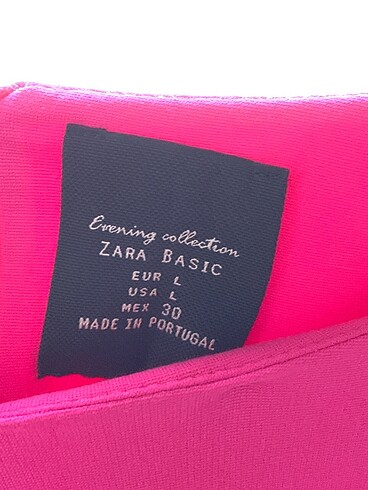 Evening collection
ZARA BASIC
EUR L
USA L
MEX 30
MADE IN PORTUGAL